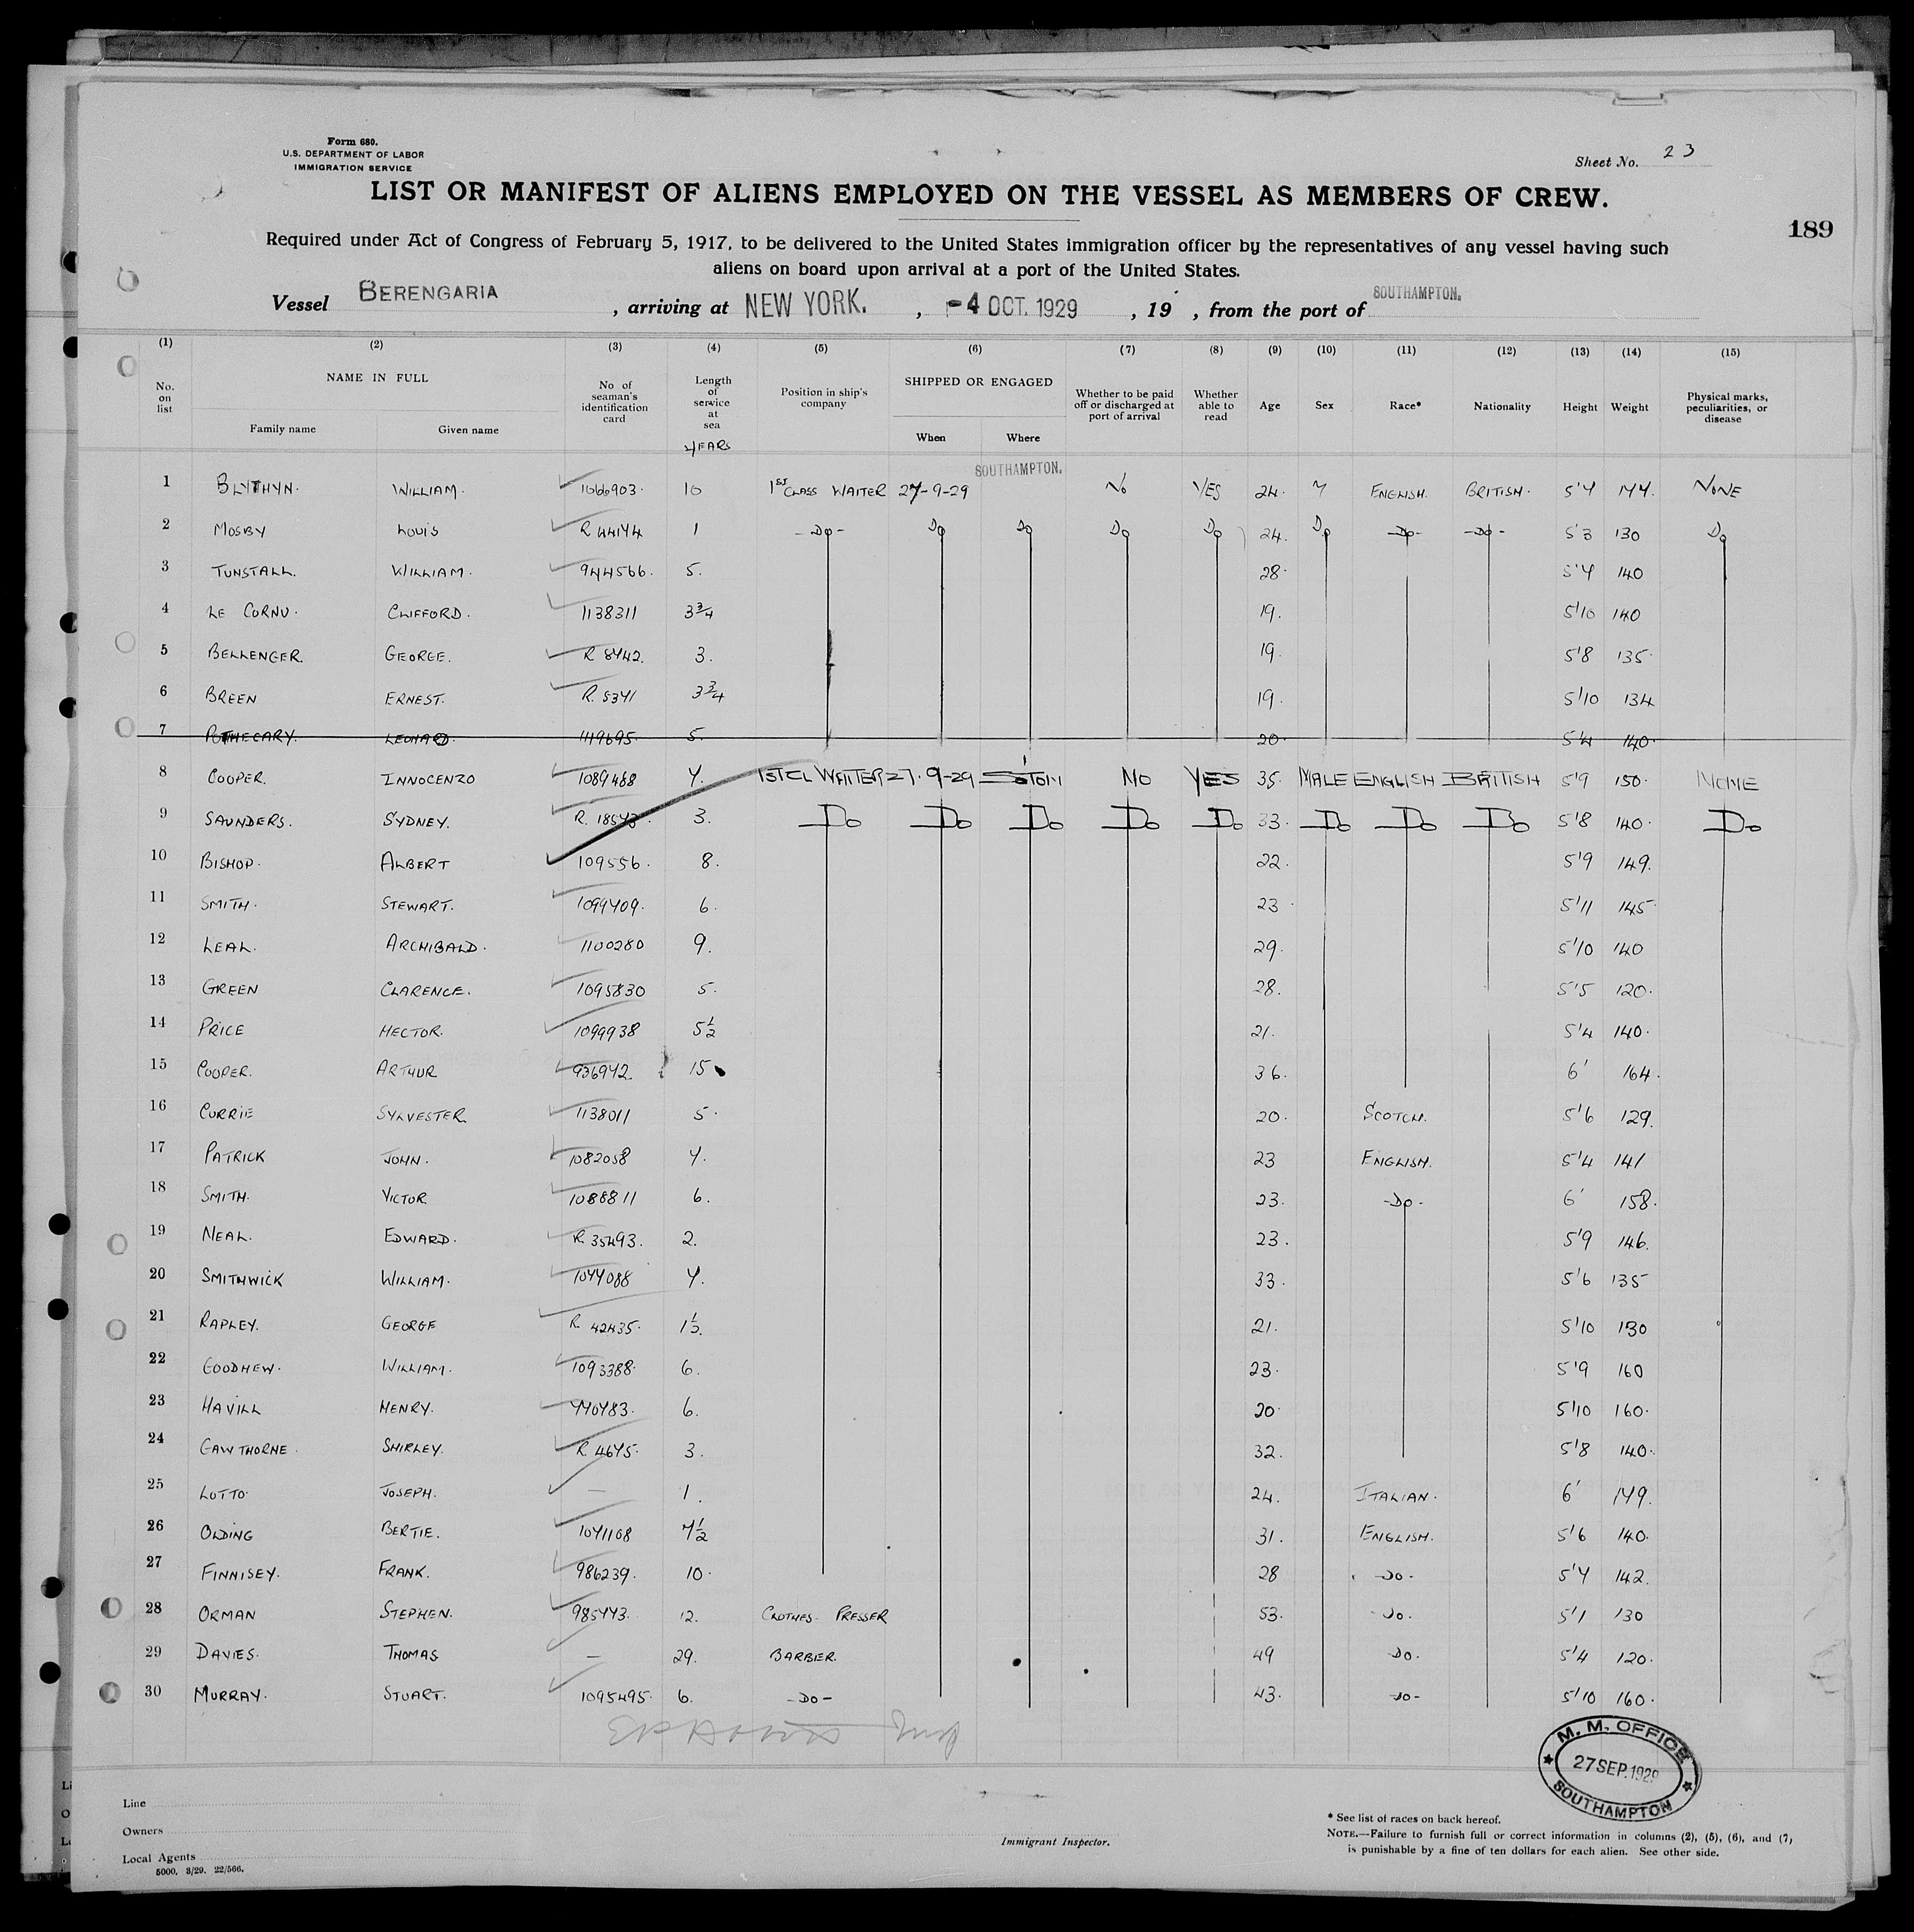 Form 680.
U.S. DEPARTMENT OF LABOR
IMMIGRATION SERVICE
Sheet No. 23
LIST OR MANIFEST OF ALIENS EMPLOYED ON THE VESSEL AS MEMBERS OF CREW.
189
Required under Act of Congress of February 5, 1917, to be delivered to the United States immigration officer by the representatives of any vessel having such
aliens on board upon arrival at a port of the United States.
Vessel BERENGARIA, arriving at NEW YORK., -4 OCT. 1929, 19 , from the port of SOUTHAMPTON.
(1) (2) (3) (4) (5) (6) (7) (8) (9) (10) (11) (12) (13) (14) (15)
No. on list NAME IN FULL Family name Given name No of seaman's identification card Length of service at sea YEARS Position in ship's company SHIPPED OR ENGAGED When Where Whether to be paid off or discharged at port of arrival Whether able to read Age Sex Race* Nationality Height Weight Physical marks, peculiarities, or disease
SOUTHAMPTON.
1 BLYTHYN. WILLIAM. 1066903. 10 1ST CLASS WAITER 27-9-29 NO YES 24. M ENGLISH. BRITISH. 5'4 144. NONE
2 MOSBY LOUIS R 44174 1 -Do- Do Do Do Do 24. Do -Do- -Do- 5'3 130 Do
3 TUNSTALL. WILLIAM. 944566. 5. 28. 5'4 140
4 LE CORNU. CLIFFORD. 1138311 3¾ 19. 5'10 140
5 BELLENGER. GEORGE. R 8442. 3. 19. 5'8 135.
6 BREEN ERNEST. R. 5341 3¾ 19. 5'10 134
7 POTHECARY. LEONARD. 1119695. 5. 20. 5'4 140.
8 COOPER. INNOCENZO 1089488 4. 1ST CL WAITER 27.9-29 S'TON NO YES 35. MALE ENGLISH BRITISH 5'9 150. NONE
9 SAUNDERS. SYDNEY. R. 18543. 3. Do Do Do Do Do 33. Do Do Do 5'8 140. Do
10 BISHOP. ALBERT 109556. 8. 22. 5'9 149.
11 SMITH. STEWART. 1099409. 6. 23. 5'11 145.
12 LEAL. ARCHIBALD. 1100280 9. 29. 5'10 140
13 GREEN CLARENCE. 1095830 5. 28. 5'5 120.
14 PRICE HECTOR. 1099938 5½ 21. 5'4 140.
15 COOPER. ARTHUR 936942. 15 36. 6' 164.
16 CURRIE SYLVESTER 1138011 5. 20. SCOTCH. 5'6 129.
17 PATRICK JOHN. 1082058 4. 23 ENGLISH. 5'4 141
18 SMITH. VICTOR 1088811 6. 23. -Do- 6' 158.
19 NEAL. EDWARD. R. 35493. 2. 23. 5'9 146.
20 SMITHWICK WILLIAM. 1044088 4. 33. 5'6 135
21 RAPLEY. GEORGE R. 42435. 1½. 21. 5'10 130
22 GOODHEW. WILLIAM. 1093388. 6. 23. 5'9 160
23 HAVILL HENRY. 940483. 6. 20. 5'10 160.
24 GAWTHORNE. SHIRLEY. R 4645. 3. 32. 5'8 140.
25 LOTTO. JOSEPH. — 1. 24. ITALIAN. 6' 149.
26 OLDING BERTIE. 1041108 4½ 31. ENGLISH. 5'6 140.
27 FINNISEY. FRANK. 986239. 10. 28 -Do- 5'4 142.
28 ORMAN STEPHEN. 985443. 12. CLOTHES PRESSER 53. -Do. 5'1 130
29 DAVIES. THOMAS — 29. BARBER. 49 Do. 5'4 120.
30 MURRAY. STUART. 1095495. 6. -Do- 43. -Do- 5'10 160.
M. M. OFFICE
27 SEP. 1929
SOUTHAMPTON
Line
Owners
Local Agents
5000. 3/29. 22/566.
Immigrant Inspector.
* See list of races on back hereof.
NOTE.—Failure to furnish full or correct information in columns (2), (5), (6), and (7,
is punishable by a fine of ten dollars for each alien. See other side.